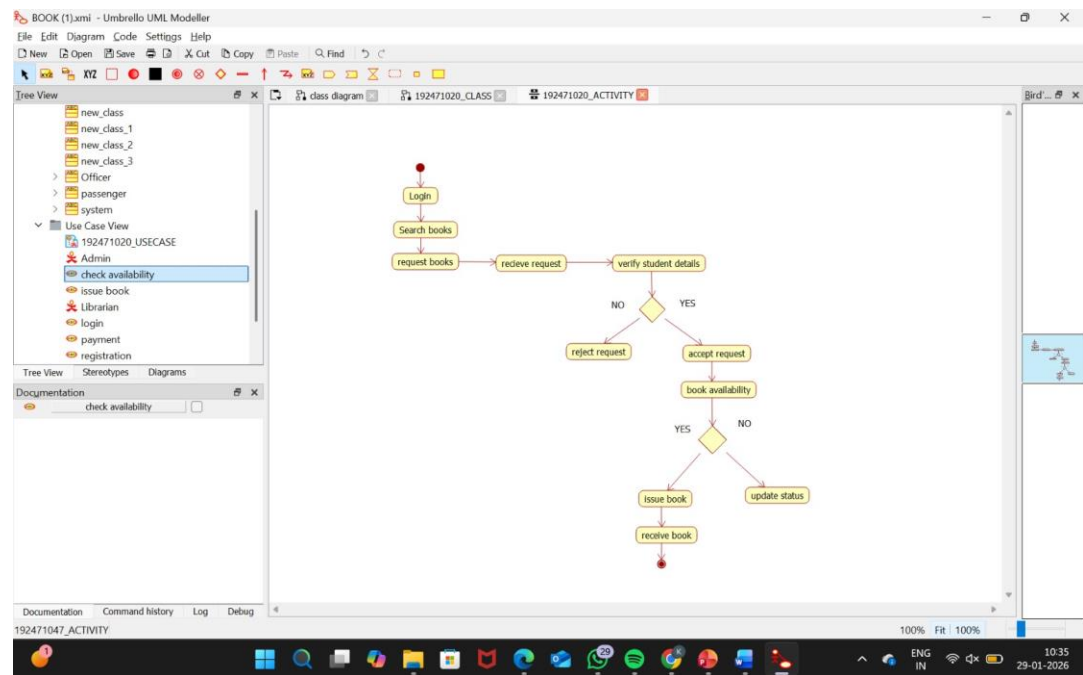 BOOK (1).xmi - Umbrello UML Modeller
File Edit Diagram Code Settings Help
New Open Save Cut Copy Paste Find
XYZ
Tree View
class diagram 192471020_CLASS 192471020_ACTIVITY
Bird'...
new_class
new_class_1
new_class_2
new_class_3
Officer
passenger
system
Use Case View
192471020_USECASE
Admin
check availability
issue book
Librarian
login
payment
registration
Tree View Stereotypes Diagrams
Documentation
check availability
Documentation Command history Log Debug
Login
Search books
request books recieve request verify student details
NO YES
reject request accept request
book availability
YES NO
issue book update status
receive book
192471047_ACTIVITY
100% Fit 100%
1
29
ENG
IN
10:35
29-01-2026